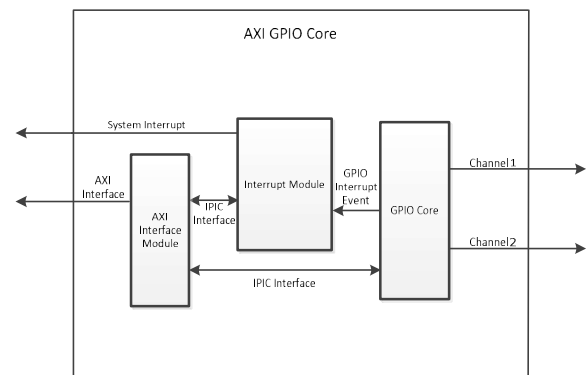 AXI GPIO Core
System Interrupt
AXI
Interface
AXI
Interface
Module
IPIC
Interface
Interrupt Module
GPIO
Interrupt
Event
GPIO Core
Channel1
Channel2
IPIC Interface